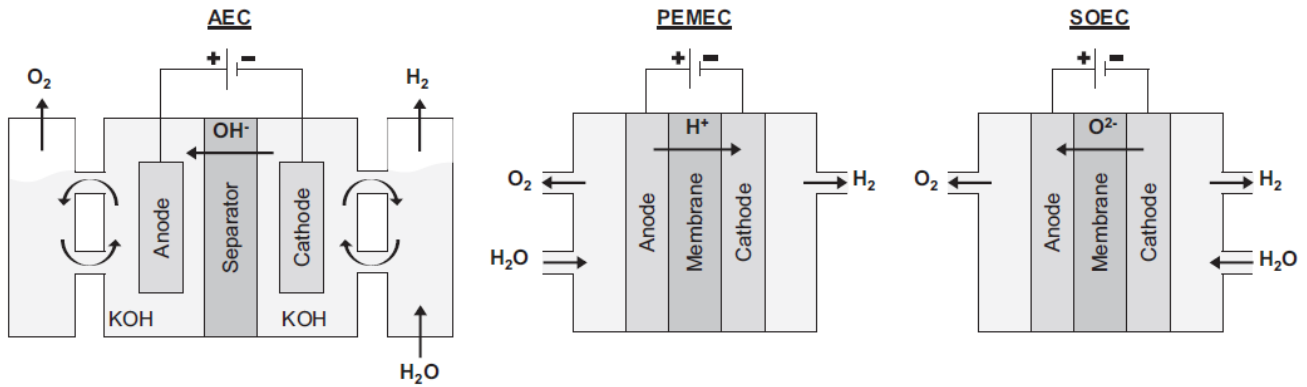 AEC
+ −
O₂
H₂
OH⁻
Anode
Separator
Cathode
KOH
KOH
H₂O
PEMEC
+ −
H⁺
O₂
H₂
H₂O
Anode
Membrane
Cathode
SOEC
+ −
O²⁻
O₂
H₂
H₂O
Anode
Membrane
Cathode